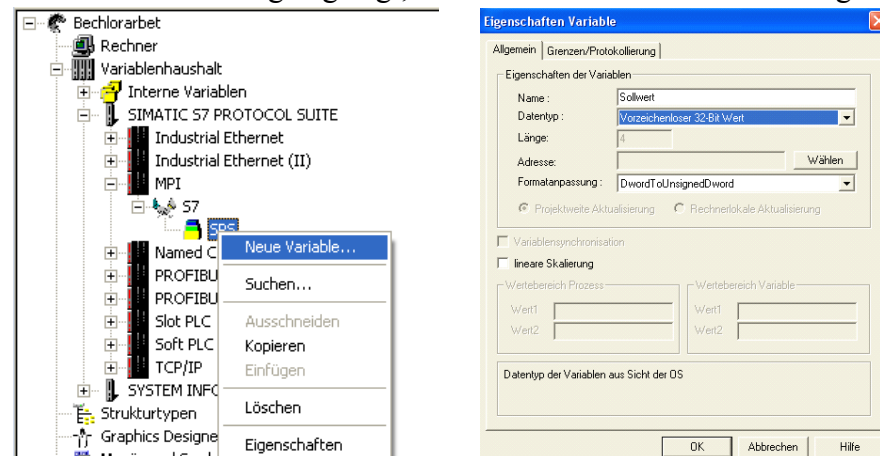 Bechlorarbet
Rechner
Variablenhaushalt
Interne Variablen
SIMATIC S7 PROTOCOL SUITE
Industrial Ethernet
Industrial Ethernet (II)
MPI
S7
SPS
Named C
PROFIBU
PROFIBU
Slot PLC
Soft PLC
TCP/IP
SYSTEM INFO
Strukturtypen
Graphics Designe
Neue Variable...
Suchen...
Ausschneiden
Kopieren
Einfügen
Löschen
Eigenschaften
Eigenschaften Variable
Allgemein Grenzen/Protokollierung
Eigenschaften der Variablen
Name : Sollwert
Datentyp : Vorzeichenloser 32-Bit Wert
Länge: 4
Adresse: Wählen
Formatanpassung : DwordToUnsignedDword
Projektweite Aktualisierung Rechnerlokale Aktualisierung
Variablensynchronisation
lineare Skalierung
Wertebereich Prozess Wertebereich Variable
Wert1 Wert1
Wert2 Wert2
Datentyp der Variablen aus Sicht der OS
OK Abbrechen Hilfe